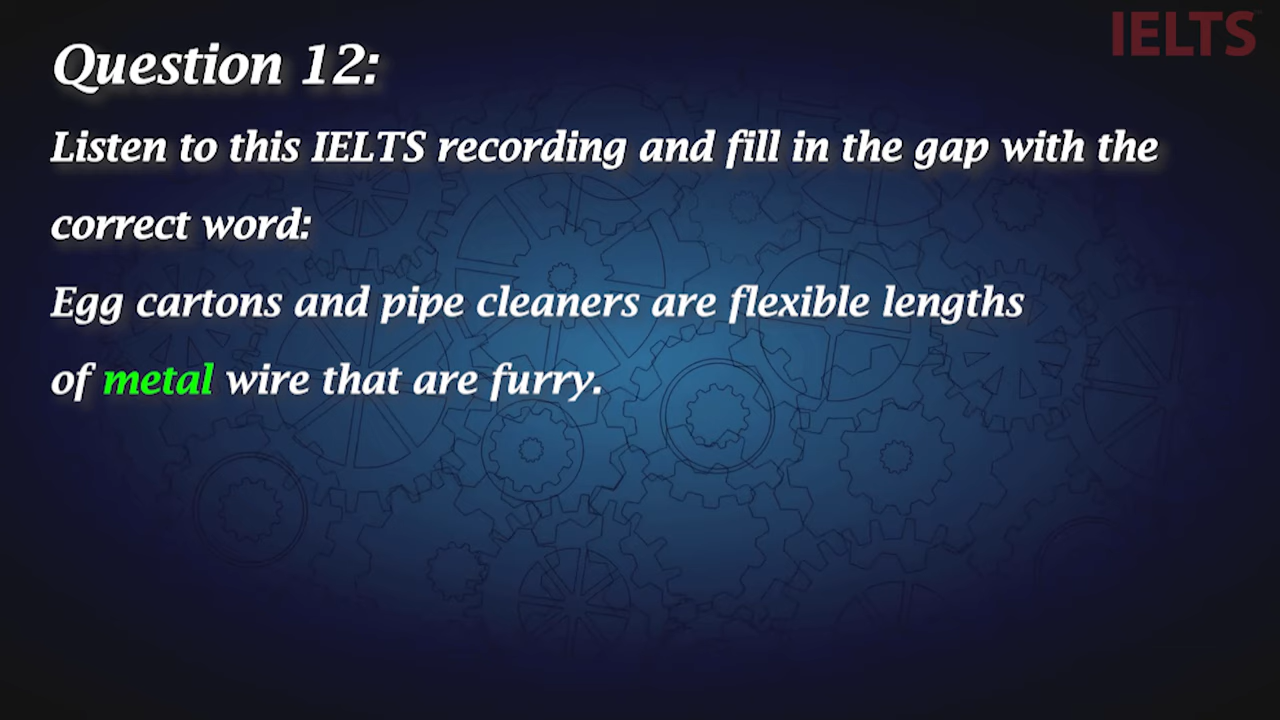 IELTS
Question 12:
Listen to this IELTS recording and fill in the gap with the
correct word:
Egg cartons and pipe cleaners are flexible lengths
of metal wire that are furry.